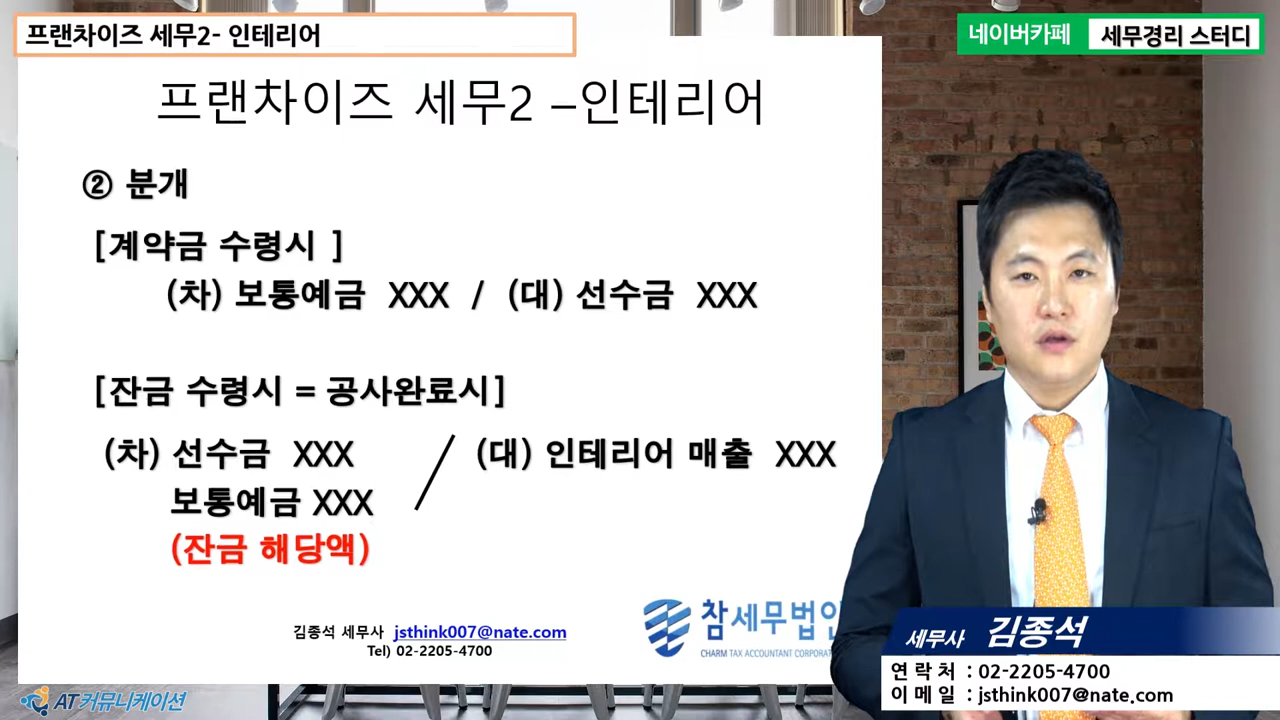 프랜차이즈 세무2- 인테리어
네이버카페 세무경리 스터디
프랜차이즈 세무2 –인테리어
② 분개
[계약금 수령시 ]
(차) 보통예금 XXX / (대) 선수금 XXX
[잔금 수령시 = 공사완료시]
(차) 선수금 XXX / (대) 인테리어 매출 XXX
보통예금 XXX
(잔금 해당액)
참세무법인
CHARM TAX ACCOUNTANT CORPORAT
김종석 세무사 jsthink007@nate.com
Tel) 02-2205-4700
세무사 김종석
연락처 : 02-2205-4700
이메일 : jsthink007@nate.com
AT커뮤니케이션